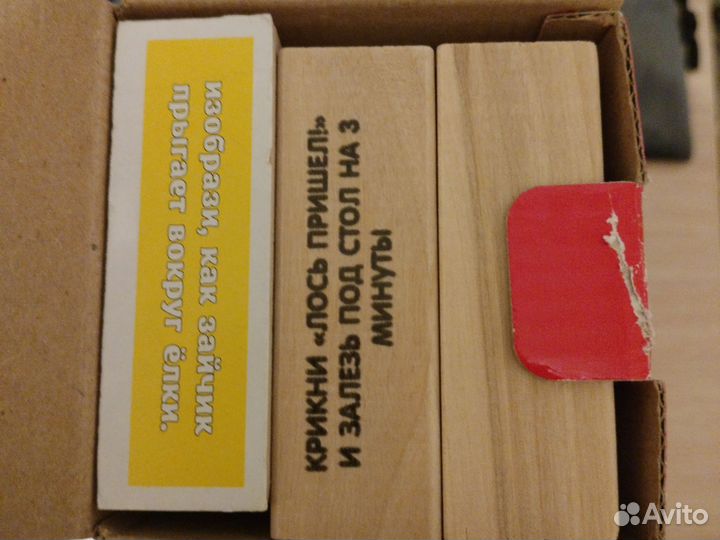 изобрази, как зайчик
прыгает вокруг ёлки.
КРИКНИ «ЛОСЬ ПРИШЕЛ!»
И ЗАЛЕЗЬ ПОД СТОЛ НА 3
МИНУТЫ
Avito